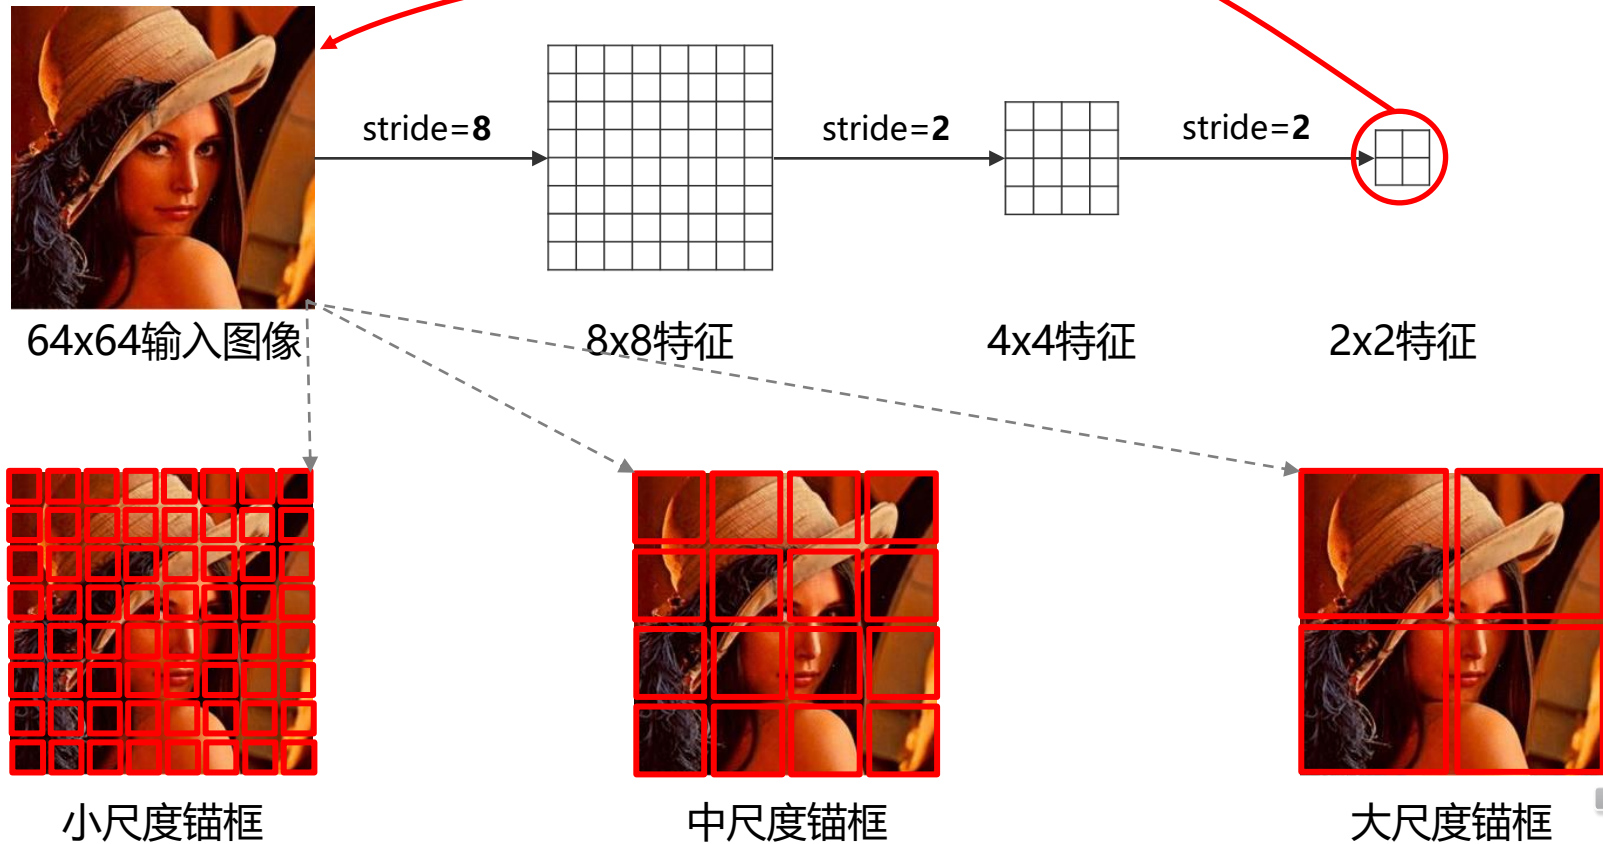 stride=8
stride=2
stride=2
64x64输入图像
8x8特征
4x4特征
2x2特征
小尺度锚框
中尺度锚框
大尺度锚框